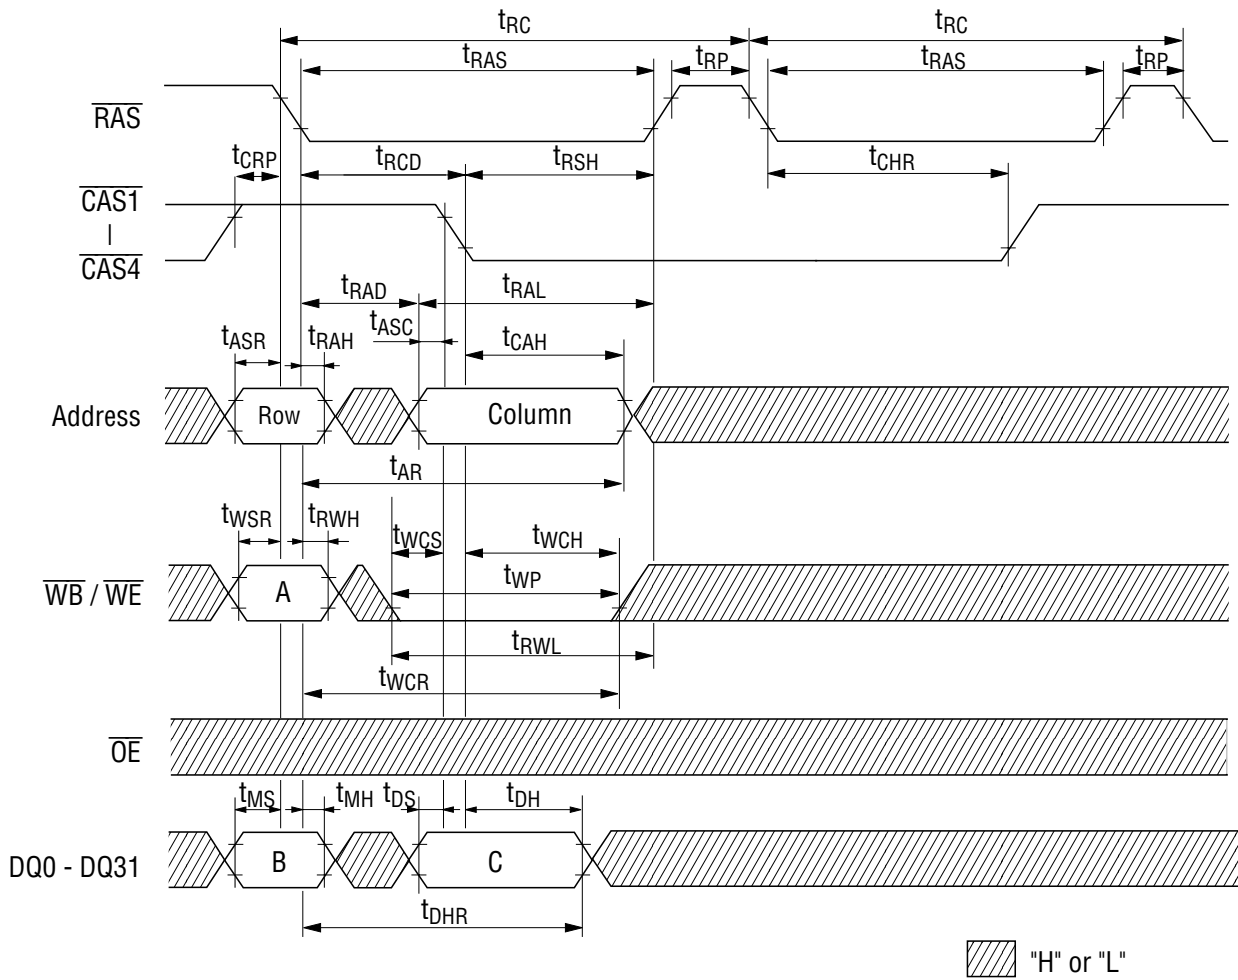 tRC tRC
tRAS tRP tRAS tRP
RAS
tCRP tRCD tRSH tCHR
CAS1
|
CAS4
tRAD tRAL
tASR tRAH tASC tCAH
Address Row Column
tAR
tWSR tRWH tWCS tWCH
WB / WE A tWP
tRWL
tWCR
OE
tMS tMH tDS tDH
DQ0 - DQ31 B C
tDHR
"H" or "L"